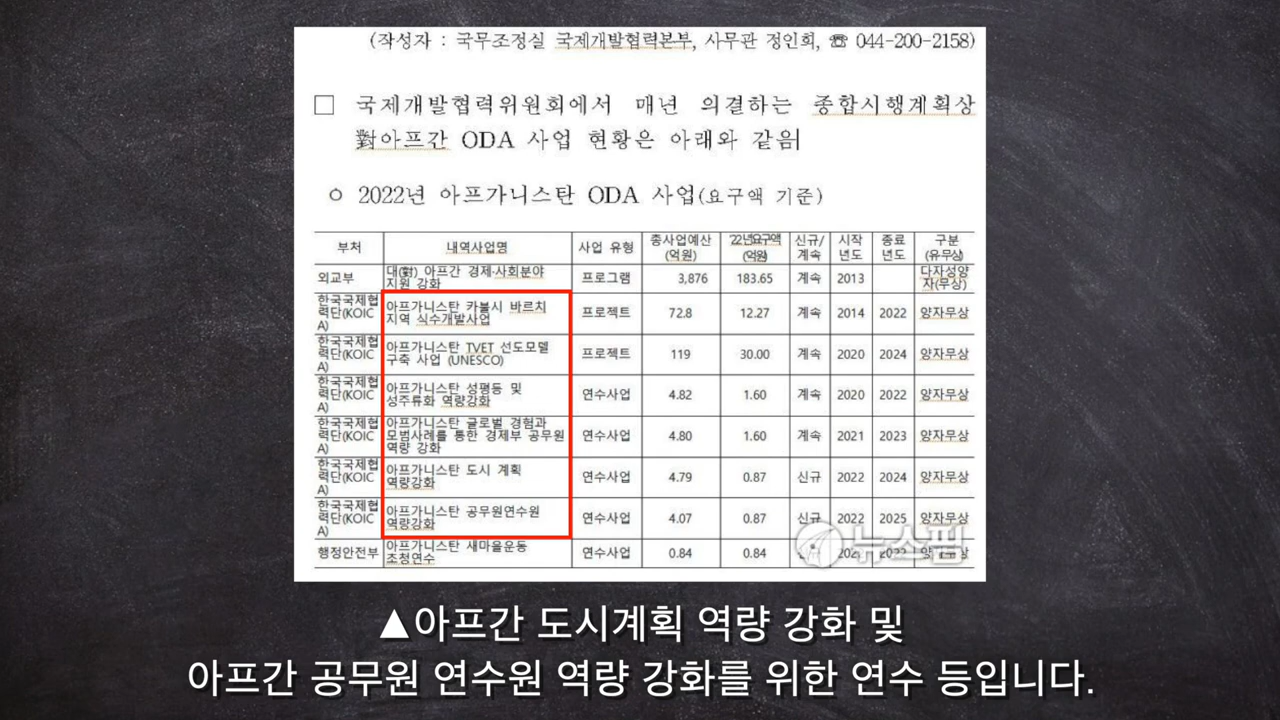 (작성자 : 국무조정실 국제개발협력본부, 사무관 정인희, ☏ 044-200-2158)
□ 국제개발협력위원회에서 매년 의결하는 종합시행계획상
對아프간 ODA 사업 현황은 아래와 같음
ㅇ 2022년 아프가니스탄 ODA 사업(요구액 기준)
부처 내역사업명 사업 유형 총사업예산 (억원) '22년요구액 (억원) 신규/ 계속 시작 년도 종료 년도 구분 (유무상)
외교부 대(對) 아프간 경제·사회분야 지원 강화 프로그램 3,876 183.65 계속 2013 다자성양자(무상)
한국국제협력단(KOICA) 아프가니스탄 카불시 바르치 지역 식수개발사업 프로젝트 72.8 12.27 계속 2014 2022 양자무상
한국국제협력단(KOICA) 아프가니스탄 TVET 선도모델 구축 사업 (UNESCO) 프로젝트 119 30.00 계속 2020 2024 양자무상
한국국제협력단(KOICA) 아프가니스탄 성평등 및 성주류화 역량강화 연수사업 4.82 1.60 계속 2020 2022 양자무상
한국국제협력단(KOICA) 아프가니스탄 글로벌 경험과 모범사례를 통한 경제부 공무원 역량 강화 연수사업 4.80 1.60 계속 2021 2023 양자무상
한국국제협력단(KOICA) 아프가니스탄 도시 계획 역량강화 연수사업 4.79 0.87 신규 2022 2024 양자무상
한국국제협력단(KOICA) 아프가니스탄 공무원연수원 역량강화 연수사업 4.07 0.87 신규 2022 2025 양자무상
행정안전부 아프가니스탄 새마을운동 초청연수 연수사업 0.84 0.84 2022 양자무상
뉴스핌
▲아프간 도시계획 역량 강화 및
아프간 공무원 연수원 역량 강화를 위한 연수 등입니다.